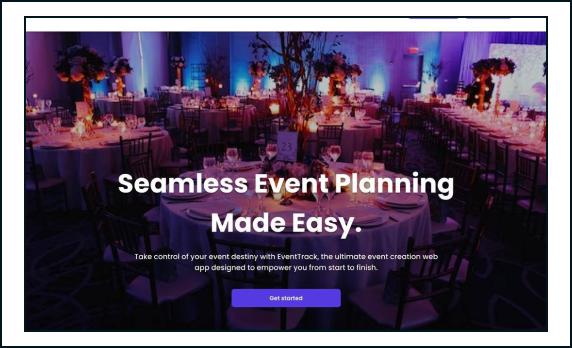 23
Seamless Event Planning
Made Easy.
Take control of your event destiny with EventTrack, the ultimate event creation web
app designed to empower you from start to finish.
Get started